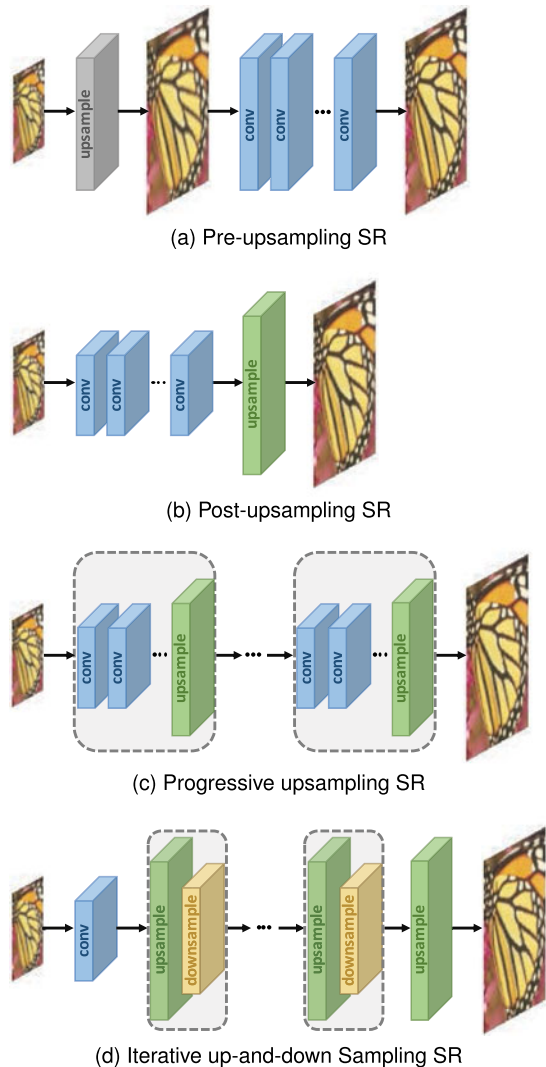 upsample
conv
conv
conv
(a) Pre-upsampling SR
conv
conv
conv
upsample
(b) Post-upsampling SR
conv
conv
upsample
conv
conv
upsample
(c) Progressive upsampling SR
conv
upsample
downsample
upsample
downsample
upsample
(d) Iterative up-and-down Sampling SR